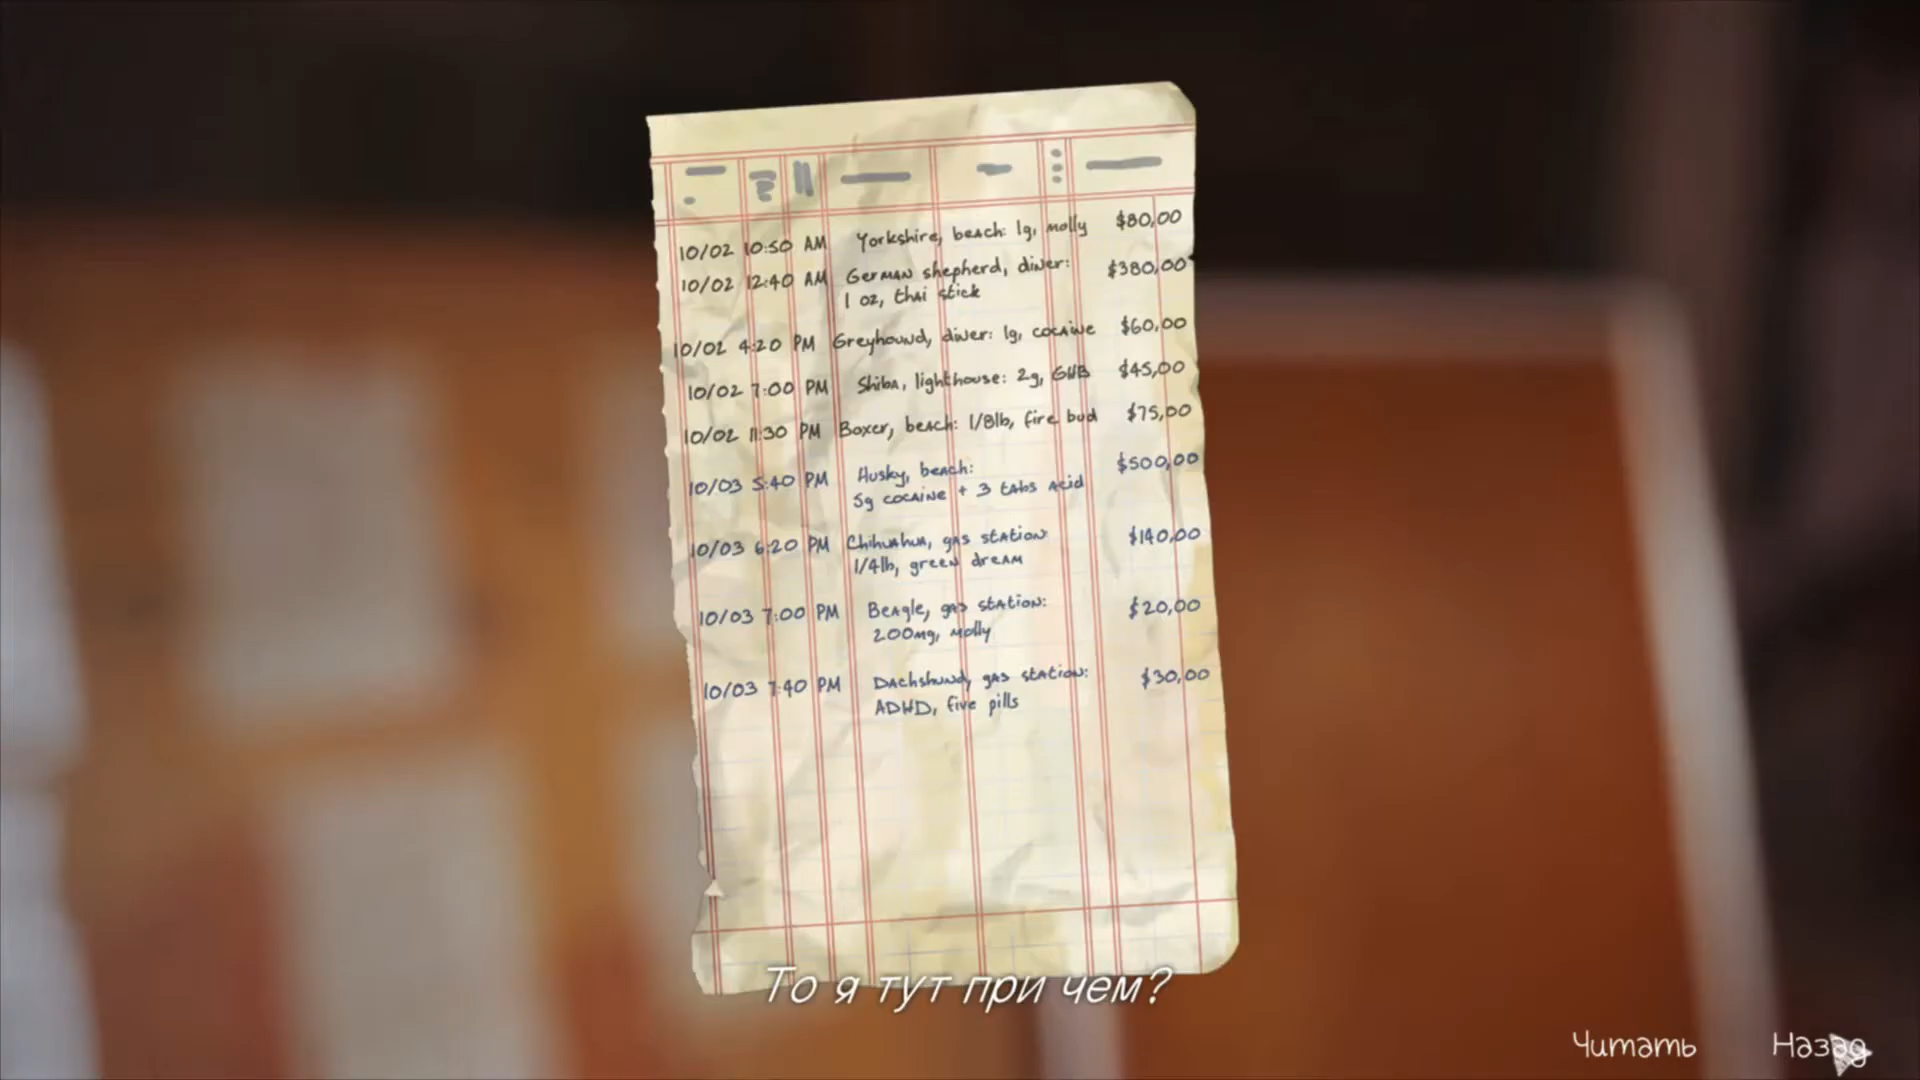 10/02 10:50 AM Yorkshire, beach: 1g, molly $80,00
10/02 12:40 AM German shepherd, diner: $380,00
1 oz, thai stick
10/02 4:20 PM Greyhound, diner: 1g, cocaine $60,00
10/02 7:00 PM Shiba, lighthouse: 2g, GHB $45,00
10/02 11:30 PM Boxer, beach: 1/8lb, fire bud $75,00
10/03 5:40 PM Husky, beach: $500,00
5g cocaine + 3 tabs acid
10/03 6:20 PM Chihuahua, gas station: $140,00
1/4lb, green dream
10/03 7:00 PM Beagle, gas station: $20,00
200mg, molly
10/03 7:40 PM Dachshund, gas station: $30,00
ADHD, five pills
То я тут при чем?
Читать Назад